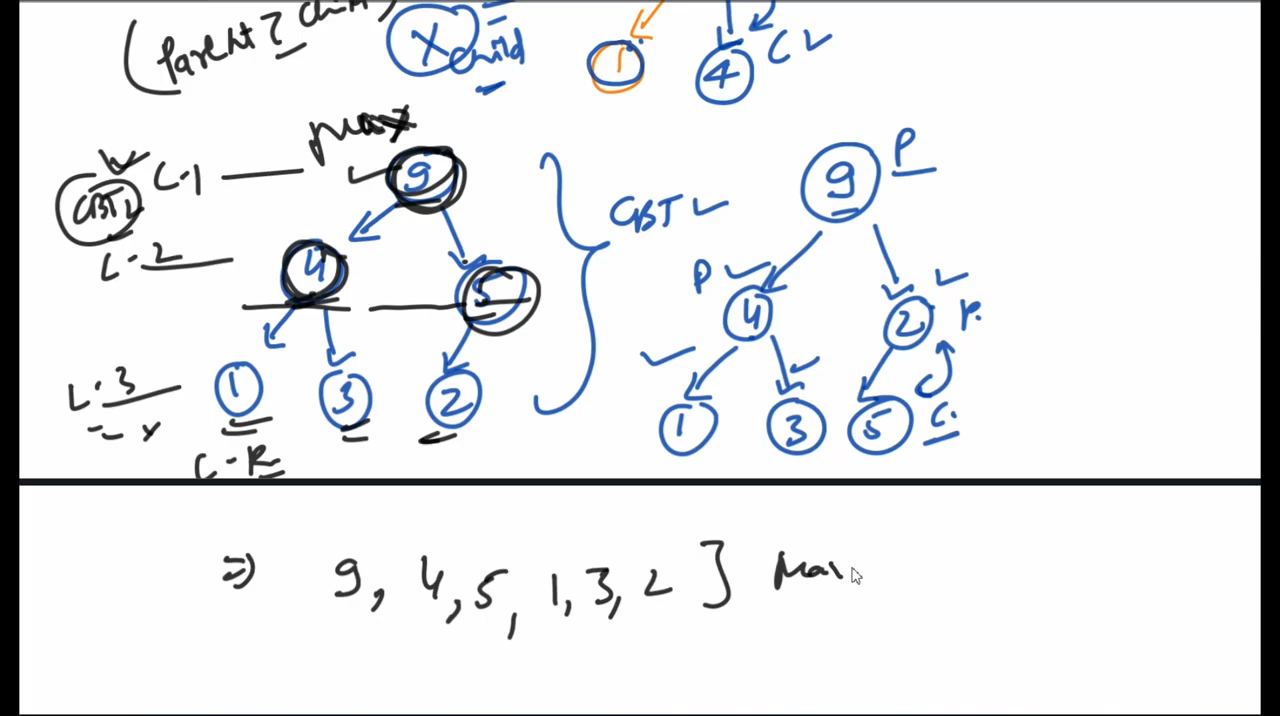 (Parent > child)
X child
1
4 C
max
CBT L-1
9
L-2
4 5
L-3
1 3 2
L-R
CBT
9 P
P 4 2 P.
1 3 5 C.
=> 9, 4, 5, 1, 3, 2 ] Max